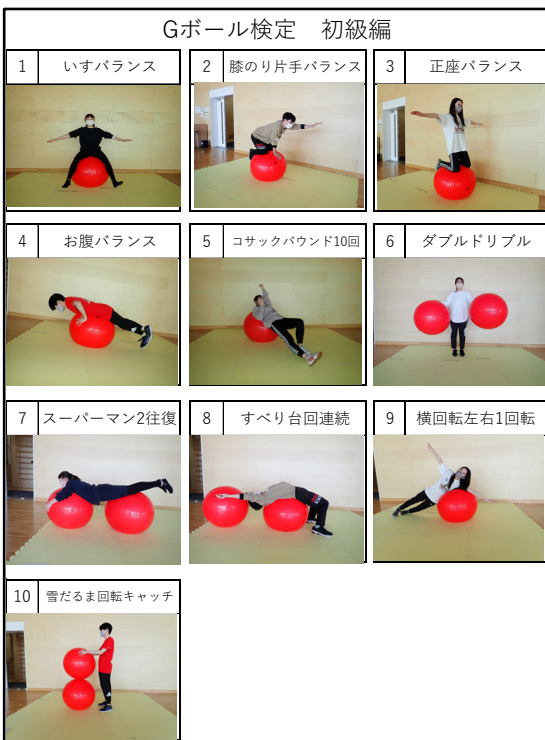 Gボール検定　初級編
1 いすバランス
2 膝のり片手バランス
3 正座バランス
4 お腹バランス
5 コサックバウンド10回
6 ダブルドリブル
7 スーパーマン2往復
8 すべり台回連続
9 横回転左右1回転
10 雪だるま回転キャッチ